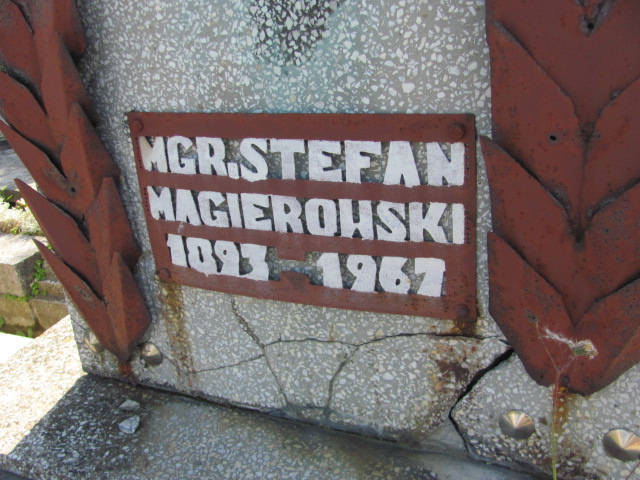 MGR. STEFAN
MAGIEROWSKI
1893 1967